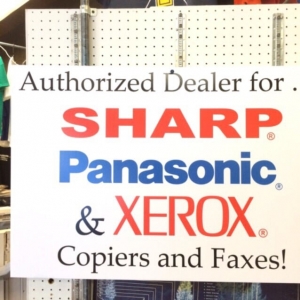 Authorized Dealer for . .
SHARP®
Panasonic®
& XEROX®
Copiers and Faxes!